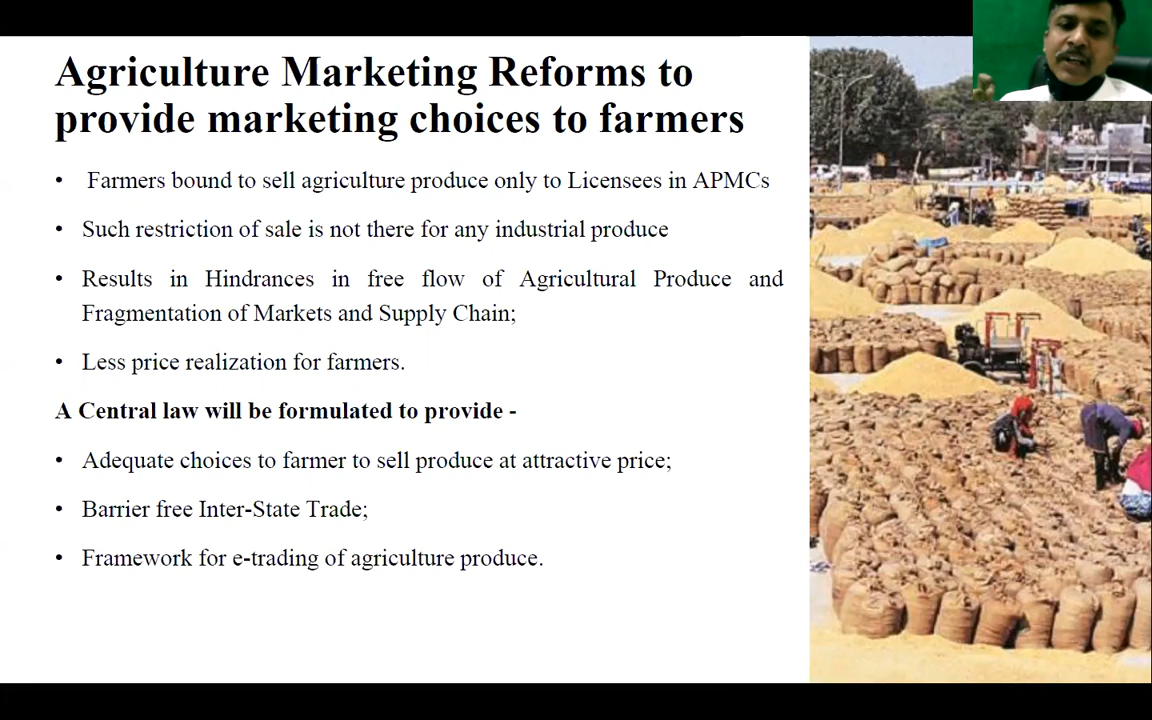 Agriculture Marketing Reforms to
provide marketing choices to farmers
• Farmers bound to sell agriculture produce only to Licensees in APMCs
• Such restriction of sale is not there for any industrial produce
• Results in Hindrances in free flow of Agricultural Produce and
Fragmentation of Markets and Supply Chain;
• Less price realization for farmers.
A Central law will be formulated to provide -
• Adequate choices to farmer to sell produce at attractive price;
• Barrier free Inter-State Trade;
• Framework for e-trading of agriculture produce.